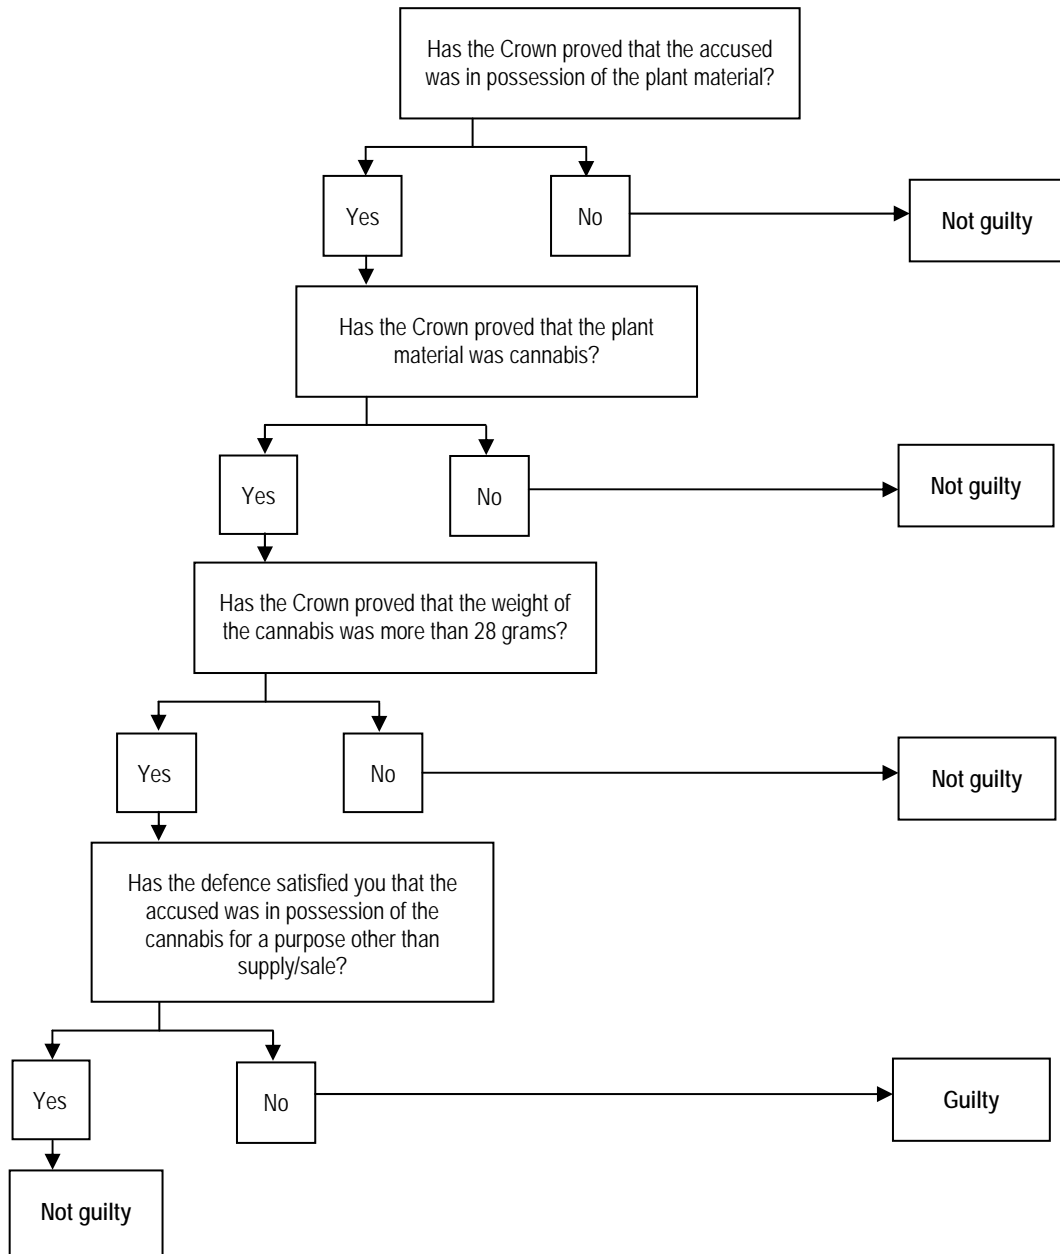 Has the Crown proved that the accused
was in possession of the plant material?
Yes
No
Not guilty
Has the Crown proved that the plant
material was cannabis?
Yes
No
Not guilty
Has the Crown proved that the weight of
the cannabis was more than 28 grams?
Yes
No
Not guilty
Has the defence satisfied you that the
accused was in possession of the
cannabis for a purpose other than
supply/sale?
Yes
No
Guilty
Not guilty